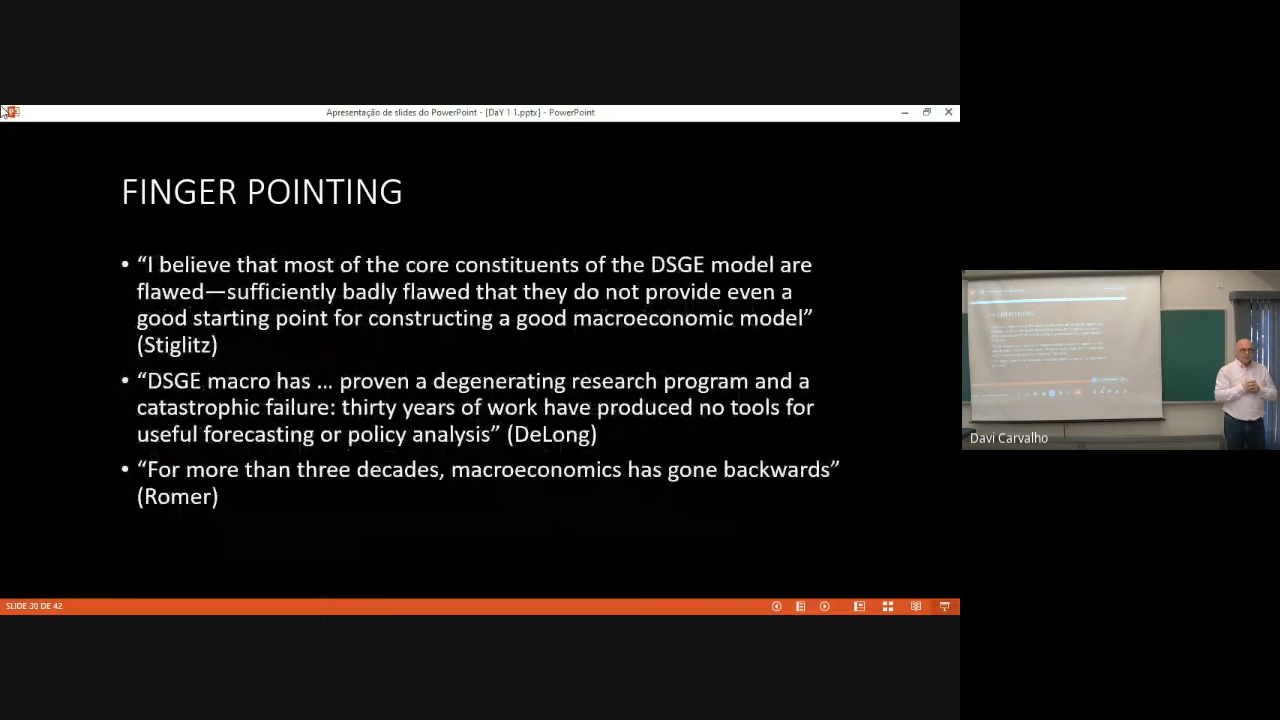 Apresentação de slides do PowerPoint - [DaY 1 1.pptx] - PowerPoint
FINGER POINTING
• “I believe that most of the core constituents of the DSGE model are
flawed—sufficiently badly flawed that they do not provide even a
good starting point for constructing a good macroeconomic model”
(Stiglitz)
• “DSGE macro has … proven a degenerating research program and a
catastrophic failure: thirty years of work have produced no tools for
useful forecasting or policy analysis” (DeLong)
• “For more than three decades, macroeconomics has gone backwards”
(Romer)
SLIDE 30 DE 42
FINGER POINTING
Davi Carvalho